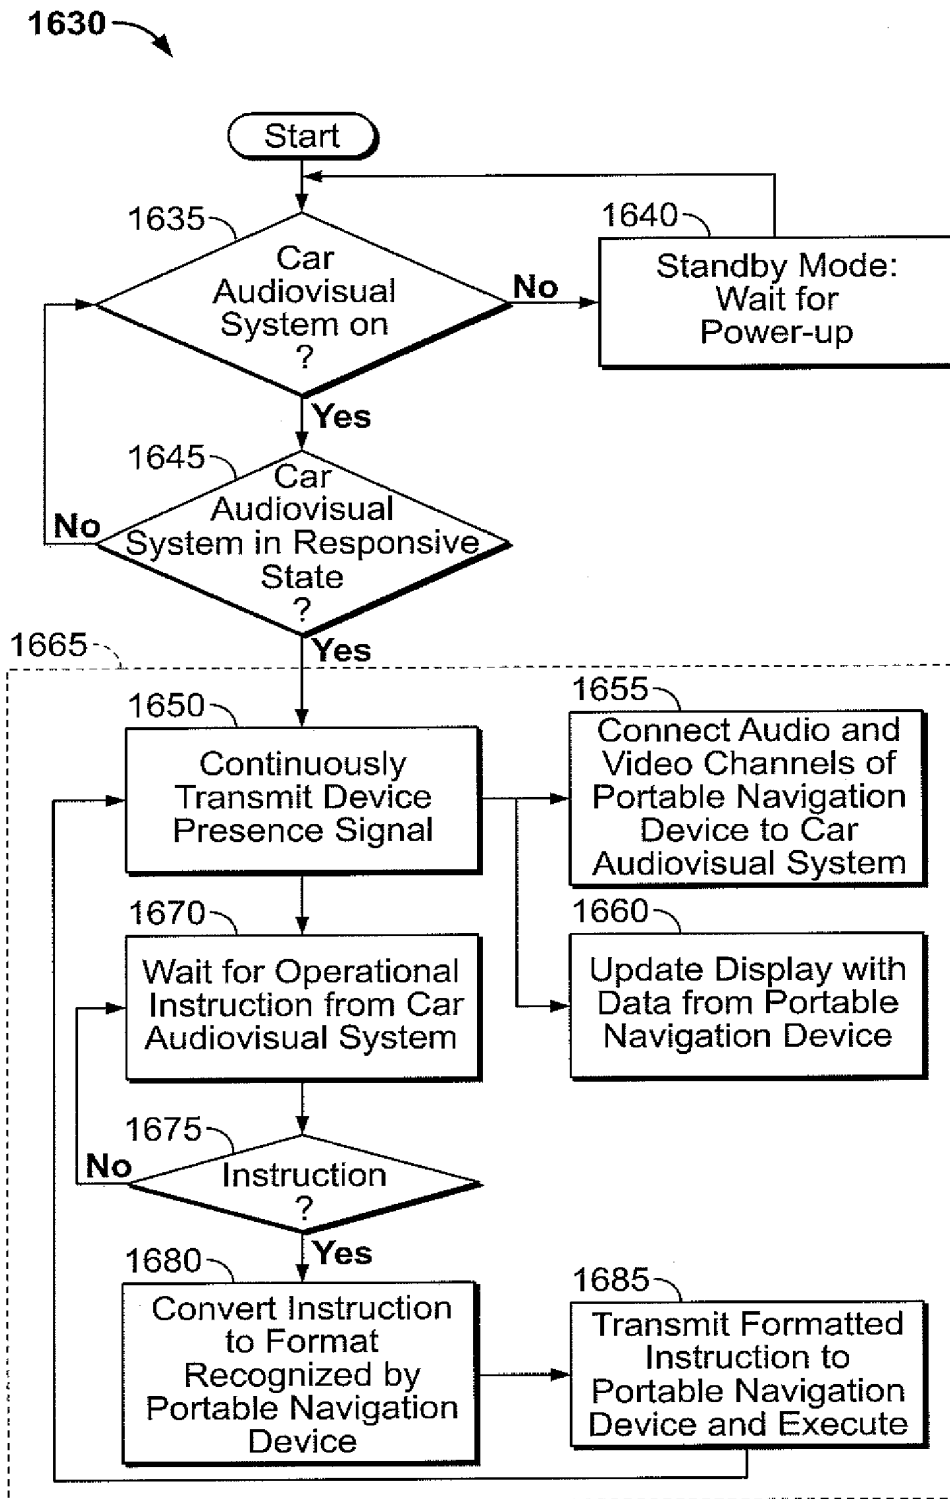 1630
Start
1635
Car
Audiovisual
System on
?
No
1640
Standby Mode:
Wait for
Power-up
Yes
1645
Car
Audiovisual
System in Responsive
State
?
No
Yes
1665
1650
Continuously
Transmit Device
Presence Signal
1655
Connect Audio and
Video Channels of
Portable Navigation
Device to Car
Audiovisual System
1670
Wait for Operational
Instruction from Car
Audiovisual System
1660
Update Display with
Data from Portable
Navigation Device
1675
Instruction
?
No
Yes
1680
Convert Instruction
to Format
Recognized by
Portable Navigation
Device
1685
Transmit Formatted
Instruction to
Portable Navigation
Device and Execute